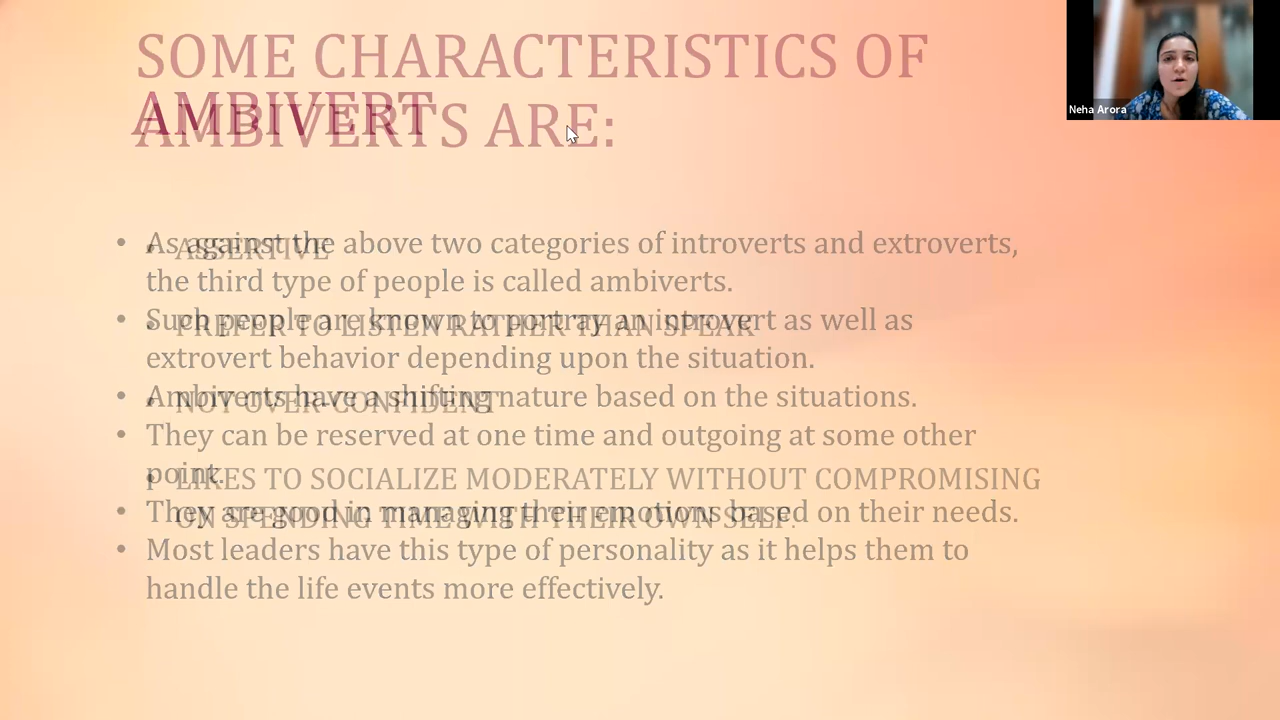 SOME CHARACTERISTICS OF
AMBIVERTS ARE:
AMBIVERT
Neha Arora
• As against the above two categories of introverts and extroverts,
the third type of people is called ambiverts.
• Such people are known to portray an introvert as well as
extrovert behavior depending upon the situation.
• Ambiverts have a shifting nature based on the situations.
• They can be reserved at one time and outgoing at some other
point.
• They are good in managing their emotions based on their needs.
• Most leaders have this type of personality as it helps them to
handle the life events more effectively.
• ASSERTIVE
• PREFER TO LISTEN RATHER THAN SPEAK
• NOT OVER-CONFIDENT
• LIKES TO SOCIALIZE MODERATELY WITHOUT COMPROMISING
ON SPENDING TIME WITH THEIR OWN SELF.